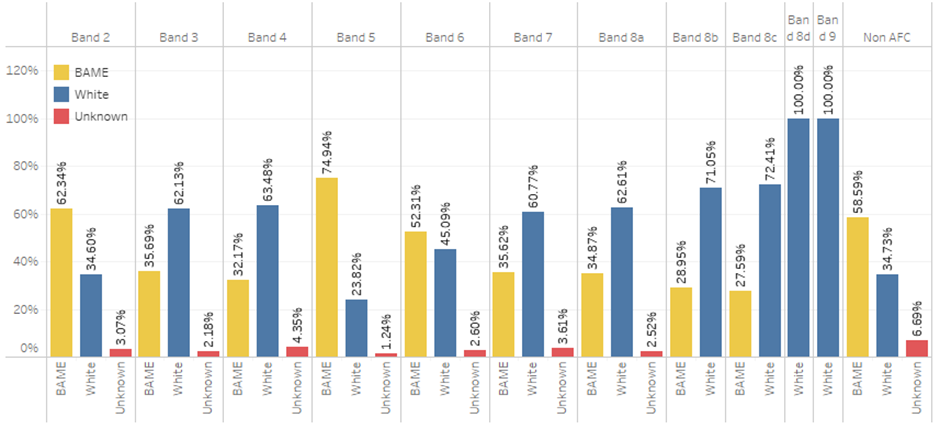 Band 2
Band 3
Band 4
Band 5
Band 6
Band 7
Band 8a
Band 8b
Band 8c
Ban
d 8d
Ban
d 9
Non AFC
120%
100%
80%
60%
40%
20%
0%
BAME
White
Unknown
62.34%
34.60%
3.07%
35.69%
62.13%
2.18%
32.17%
63.48%
4.35%
74.94%
23.82%
1.24%
52.31%
45.09%
2.60%
35.62%
60.77%
3.61%
34.87%
62.61%
2.52%
28.95%
71.05%
27.59%
72.41%
100.00%
100.00%
58.59%
34.73%
6.69%
BAME
White
Unknown
BAME
White
Unknown
BAME
White
Unknown
BAME
White
Unknown
BAME
White
Unknown
BAME
White
Unknown
BAME
White
Unknown
BAME
White
BAME
White
White
White
BAME
White
Unknown